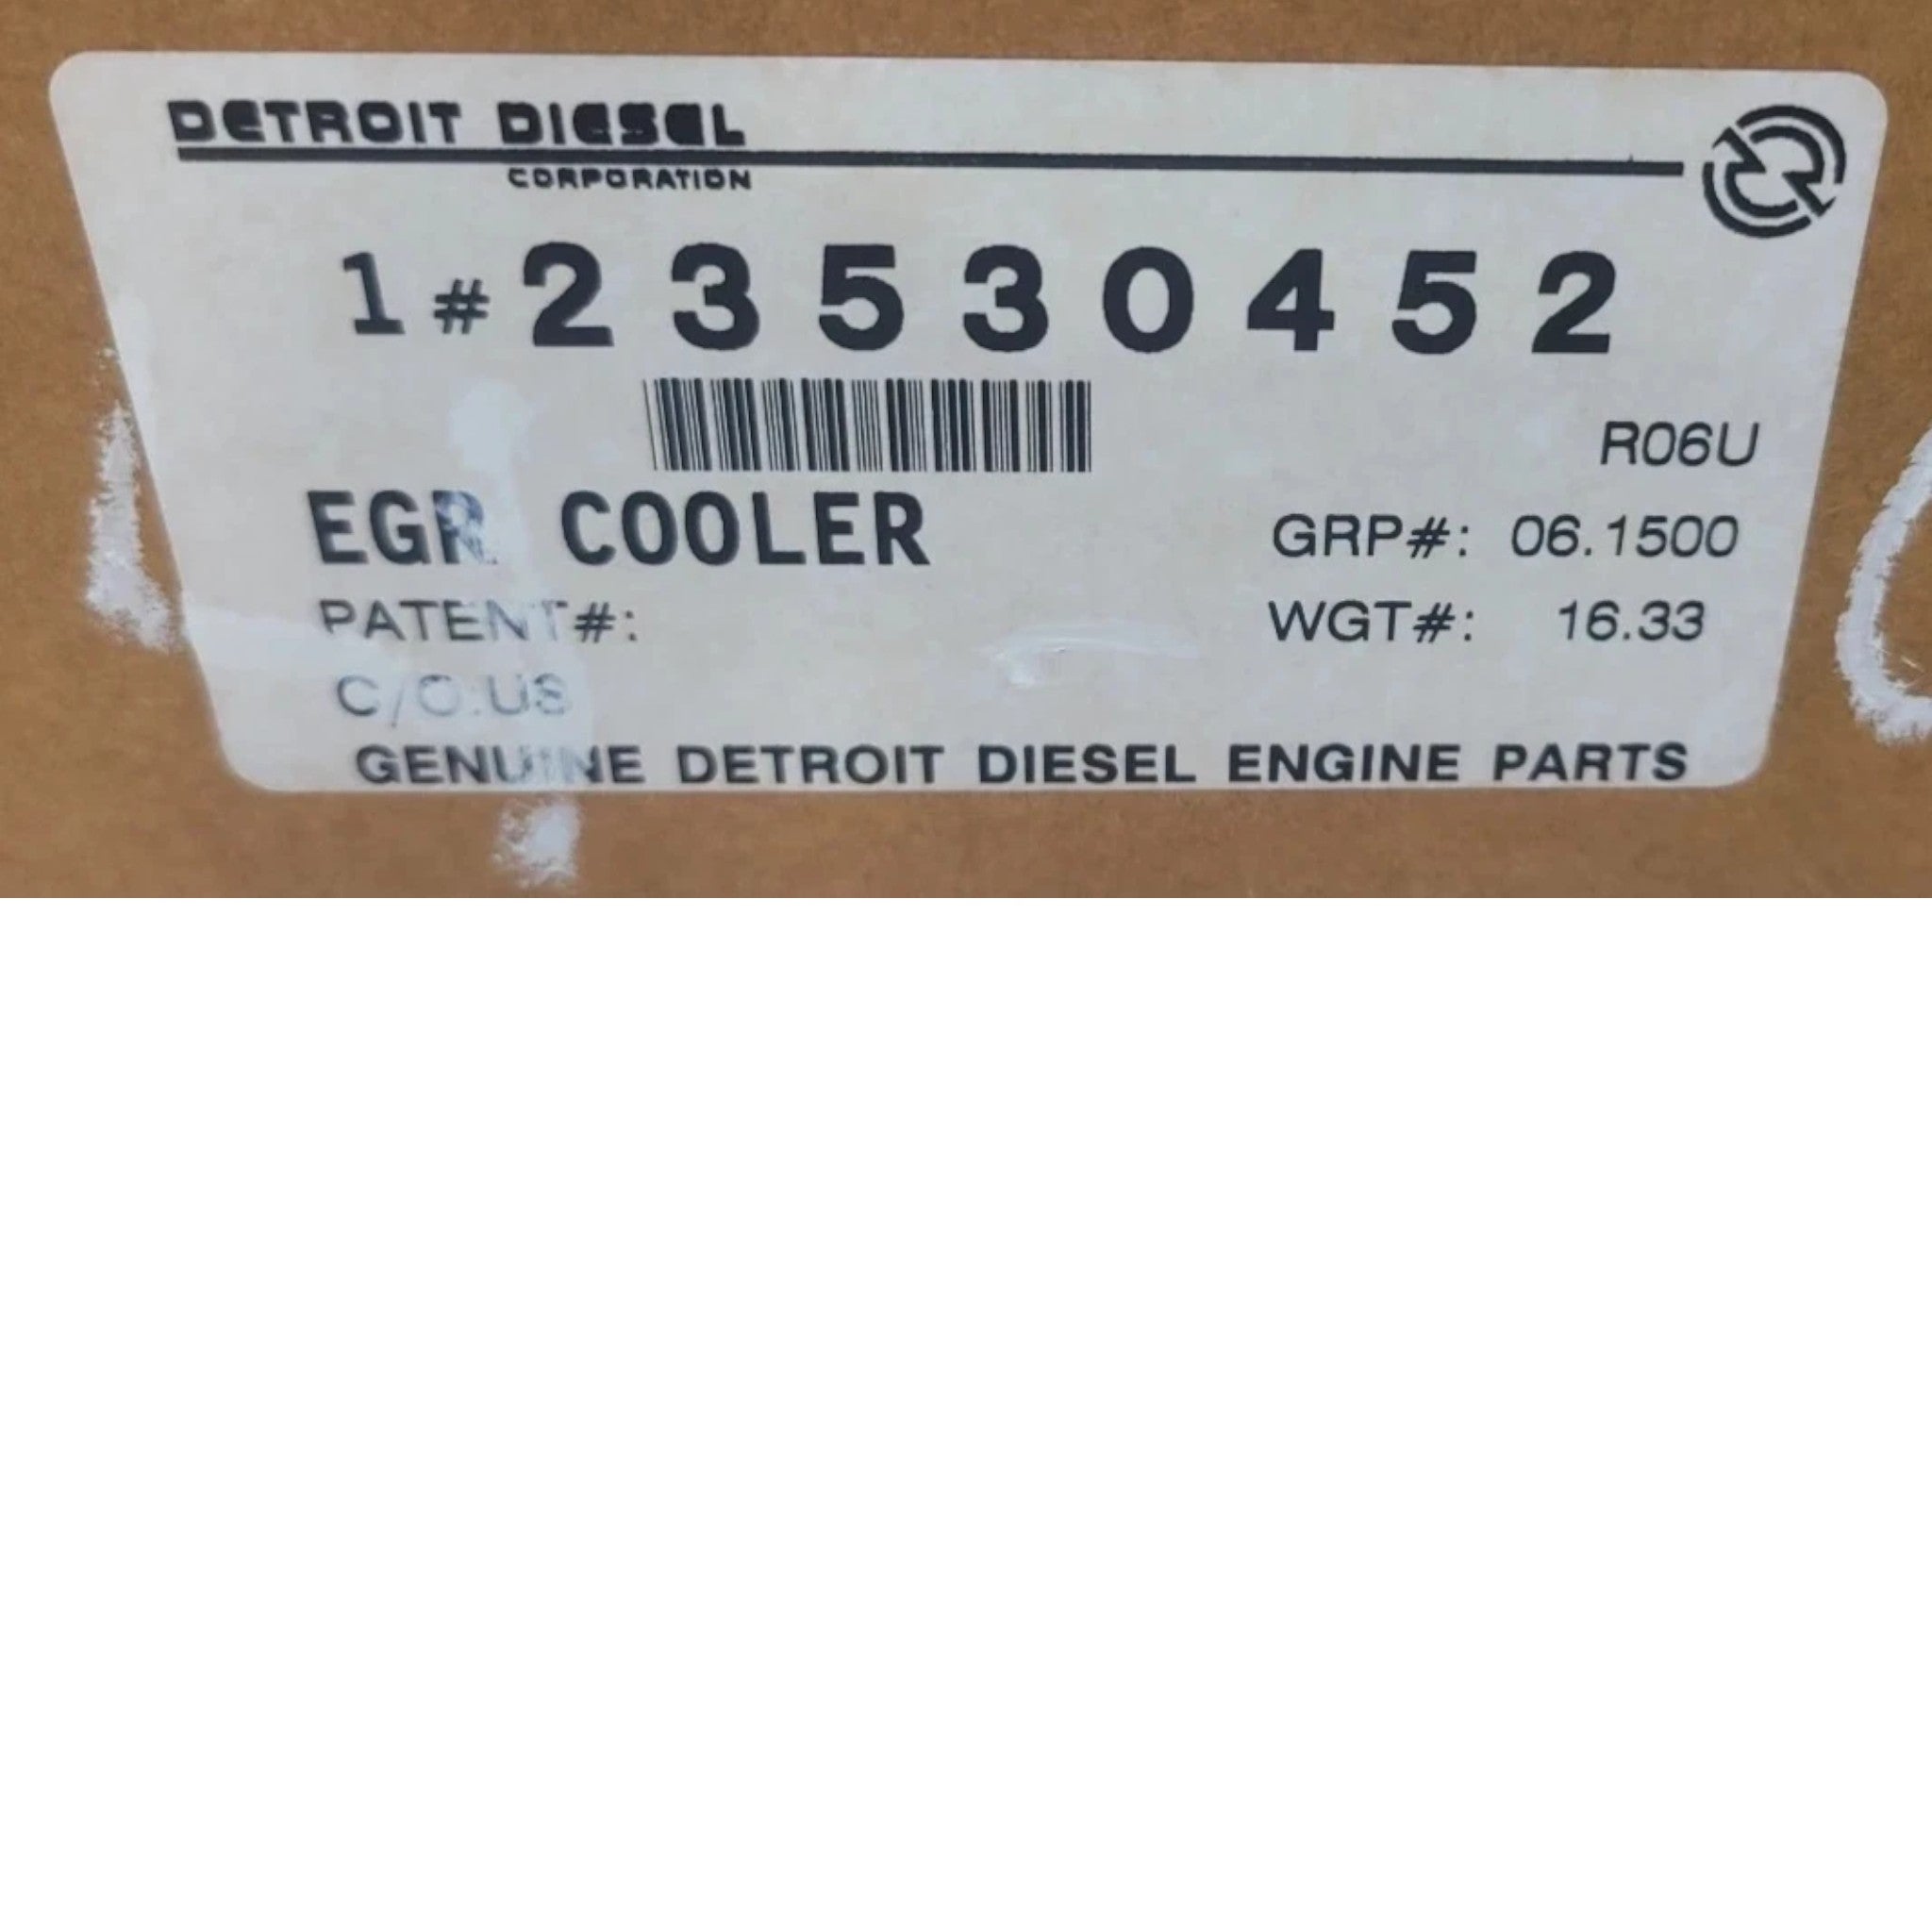 DETROIT DIESEL
CORPORATION
1# 23530452
R06U
EGR COOLER
GRP#: 06.1500
PATENT#:
WGT#: 16.33
C/O:US
GENUINE DETROIT DIESEL ENGINE PARTS